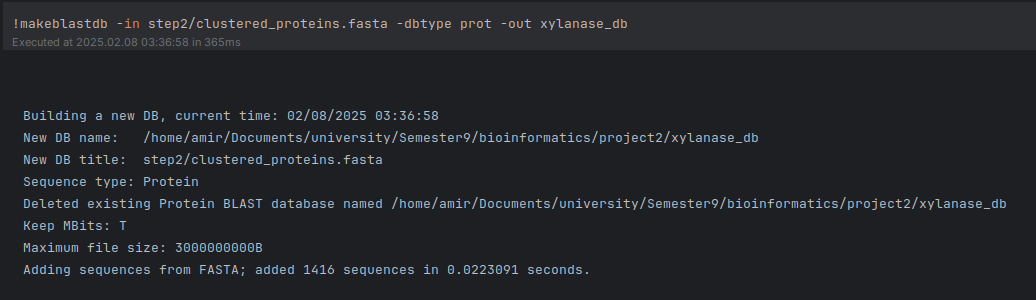 !makeblastdb -in step2/clustered_proteins.fasta -dbtype prot -out xylanase_db
Executed at 2025.02.08 03:36:58 in 365ms
Building a new DB, current time: 02/08/2025 03:36:58
New DB name:   /home/amir/Documents/university/Semester9/bioinformatics/project2/xylanase_db
New DB title:  step2/clustered_proteins.fasta
Sequence type: Protein
Deleted existing Protein BLAST database named /home/amir/Documents/university/Semester9/bioinformatics/project2/xylanase_db
Keep MBits: T
Maximum file size: 3000000000B
Adding sequences from FASTA; added 1416 sequences in 0.0223091 seconds.